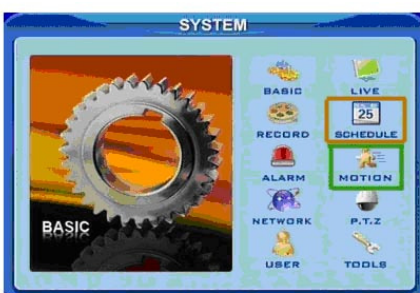 SYSTEM
BASIC
BASIC LIVE
RECORD 25 SCHEDULE
ALARM MOTION
NETWORK P.T.Z
USER TOOLS